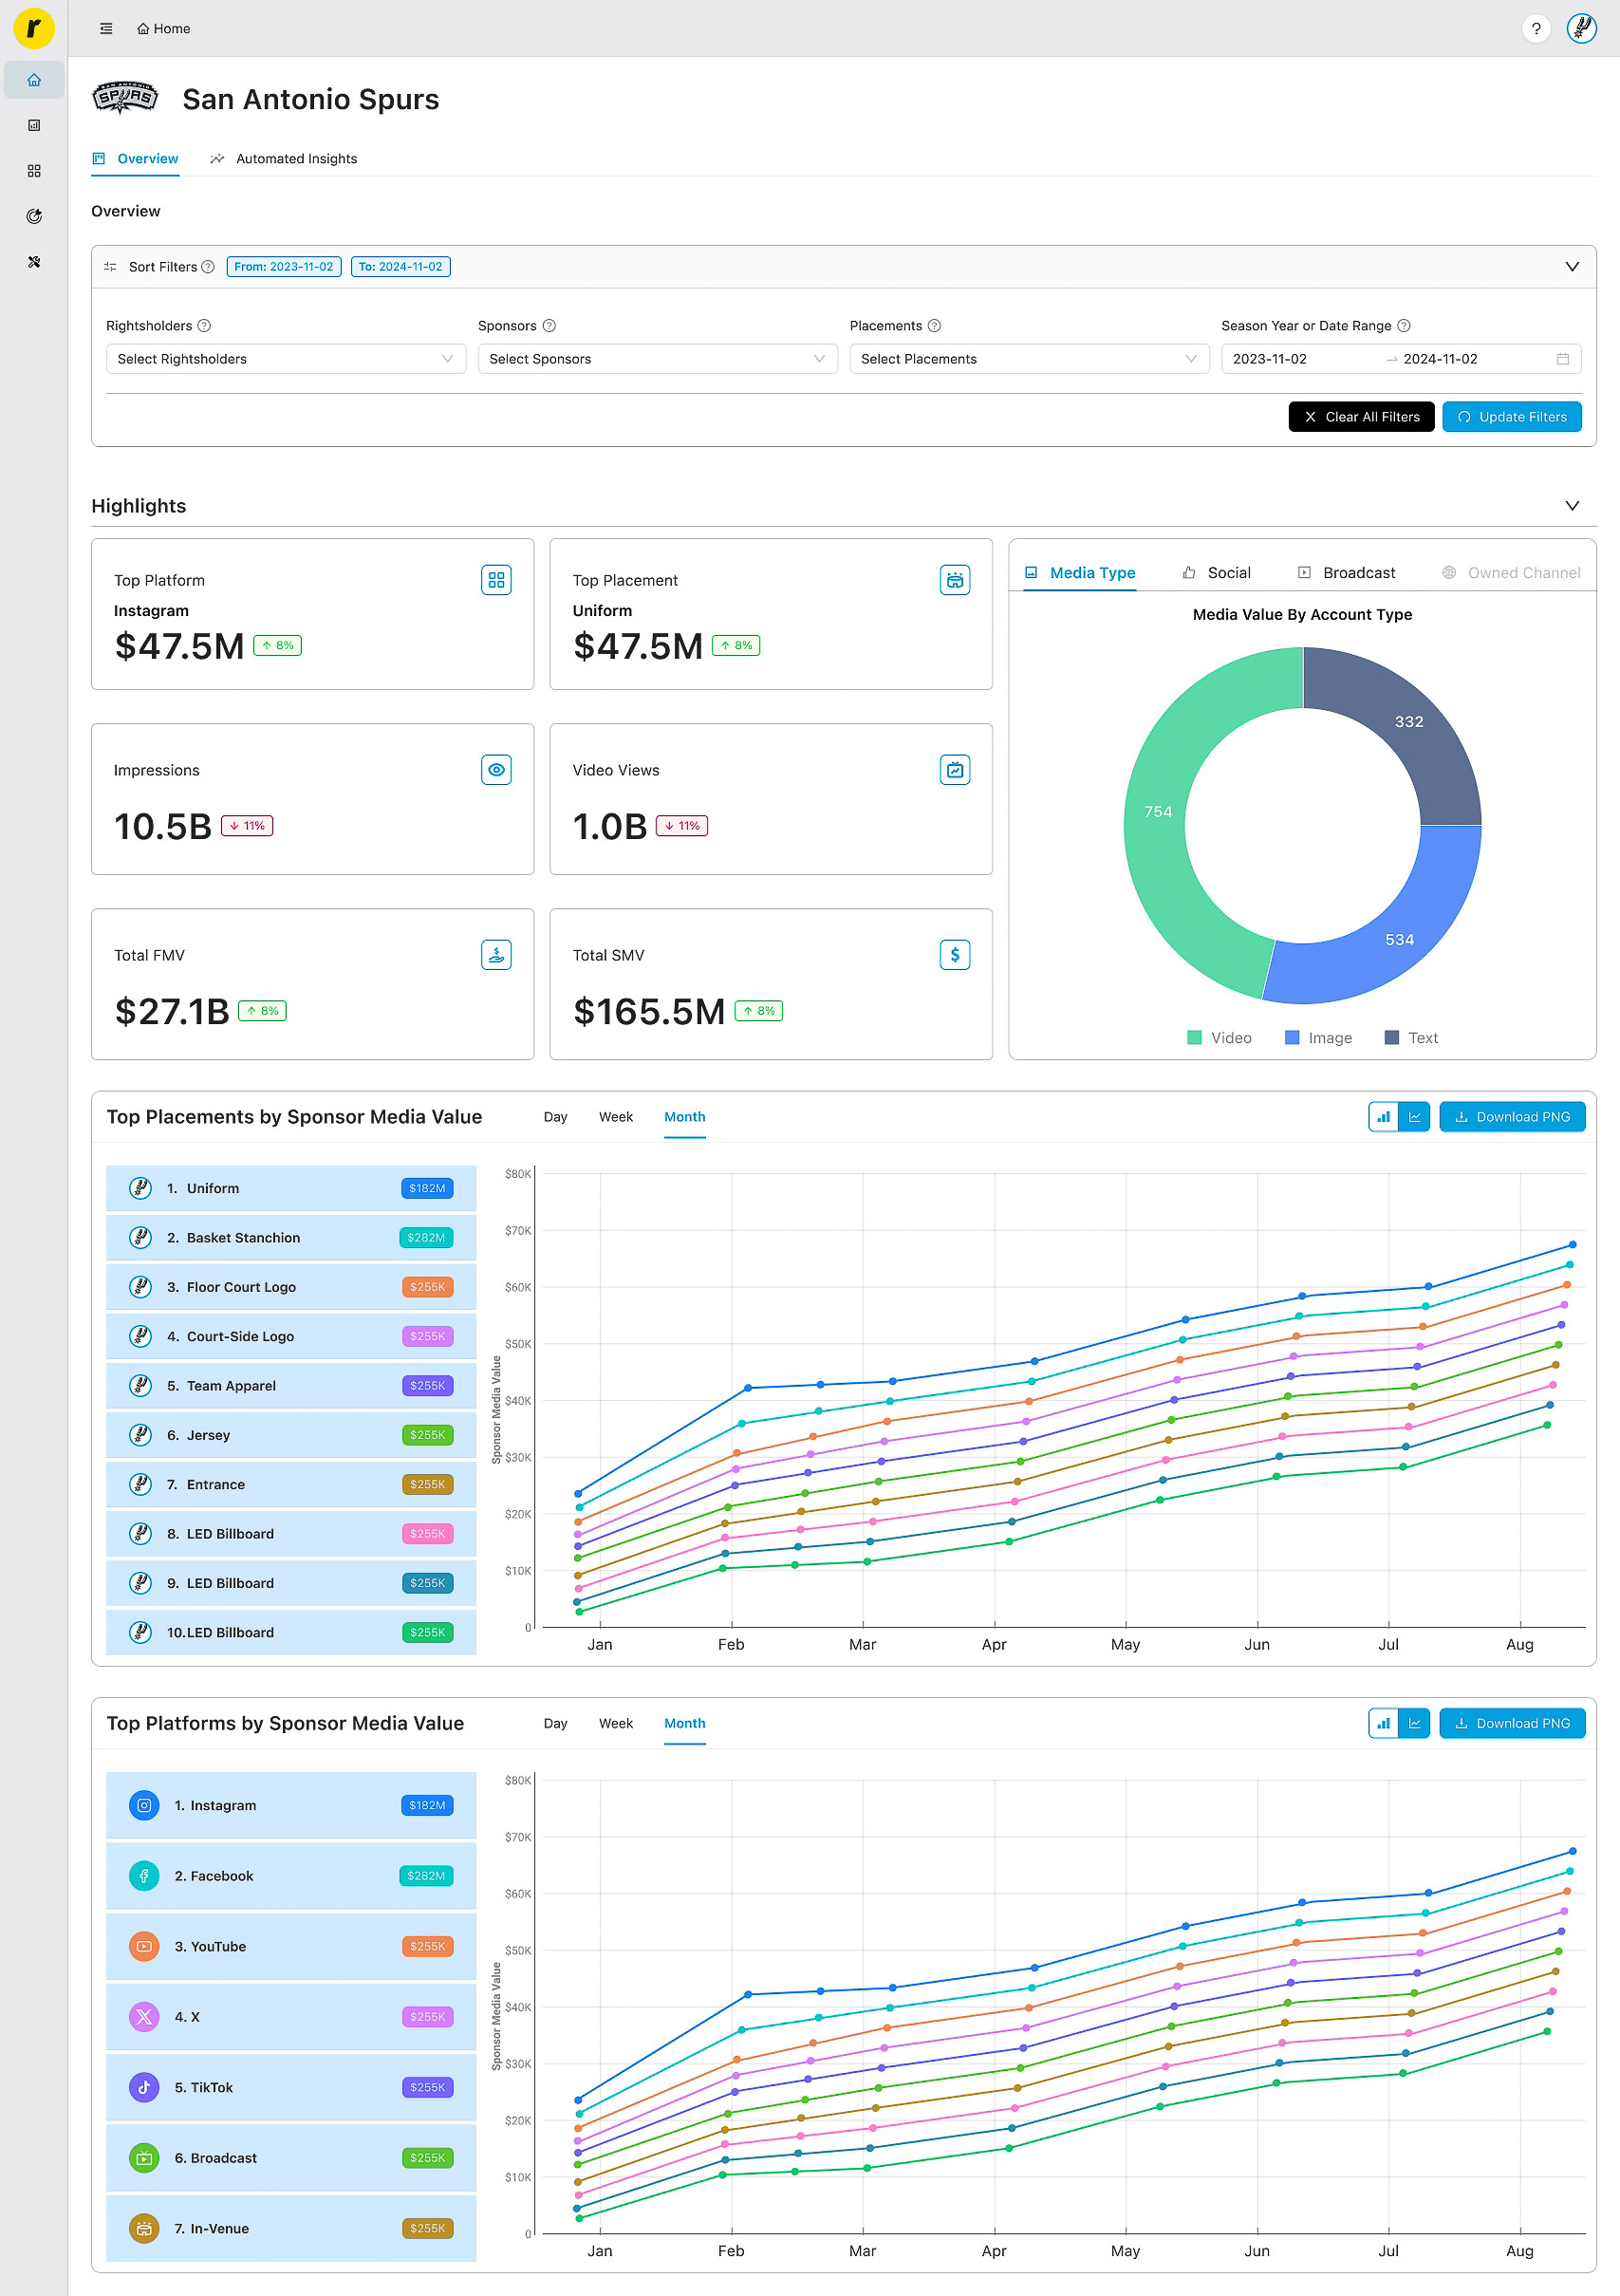 r
Home
?
SAN ANTONIO
SPURS
San Antonio Spurs
Overview
Automated Insights
Overview
Sort Filters ? From: 2023-11-02 To: 2024-11-02
Rightsholders ? Sponsors ? Placements ? Season Year or Date Range ?
Select Rightsholders Select Sponsors Select Placements 2023-11-02 → 2024-11-02
Clear All Filters Update Filters
Highlights
Top Platform
Instagram
$47.5M ↑ 8%
Top Placement
Uniform
$47.5M ↑ 8%
Impressions
10.5B ↓ 11%
Video Views
1.0B ↓ 11%
Total FMV
$27.1B ↑ 8%
Total SMV
$165.5M ↑ 8%
Media Type Social Broadcast Owned Channel
Media Value By Account Type
332
754
534
Video Image Text
Top Placements by Sponsor Media Value Day Week Month Download PNG
1. Uniform $182M
2. Basket Stanchion $282M
3. Floor Court Logo $255K
4. Court-Side Logo $255K
5. Team Apparel $255K
6. Jersey $255K
7. Entrance $255K
8. LED Billboard $255K
9. LED Billboard $255K
10.LED Billboard $255K
Sponsor Media Value
$80K
$70K
$60K
$50K
$40K
$30K
$20K
$10K
0
Jan Feb Mar Apr May Jun Jul Aug
Top Platforms by Sponsor Media Value Day Week Month Download PNG
1. Instagram $182M
2. Facebook $282M
3. YouTube $255K
4. X $255K
5. TikTok $255K
6. Broadcast $255K
7. In-Venue $255K
Sponsor Media Value
$80K
$70K
$60K
$50K
$40K
$30K
$20K
$10K
0
Jan Feb Mar Apr May Jun Jul Aug